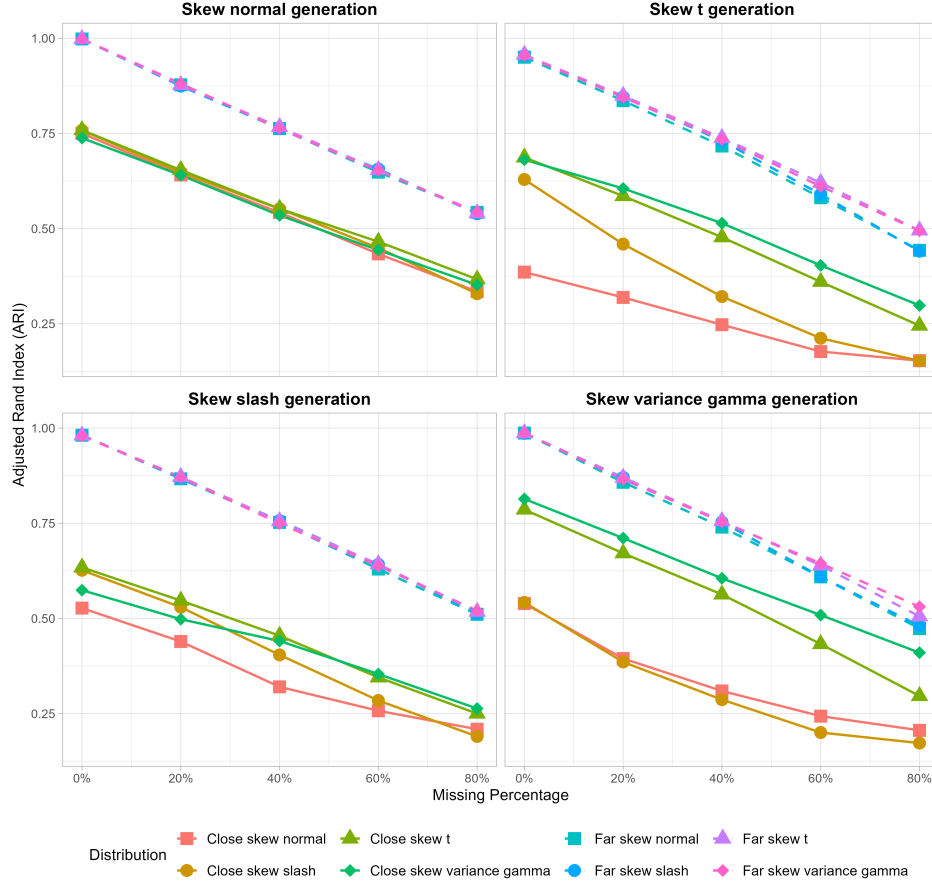 Skew normal generation
Skew t generation
1.00
0.75
0.50
0.25
Skew slash generation
Skew variance gamma generation
1.00
0.75
0.50
0.25
Adjusted Rand Index (ARI)
0% 20% 40% 60% 80%
0% 20% 40% 60% 80%
Missing Percentage
Distribution
Close skew normal
Close skew t
Far skew normal
Far skew t
Close skew slash
Close skew variance gamma
Far skew slash
Far skew variance gamma